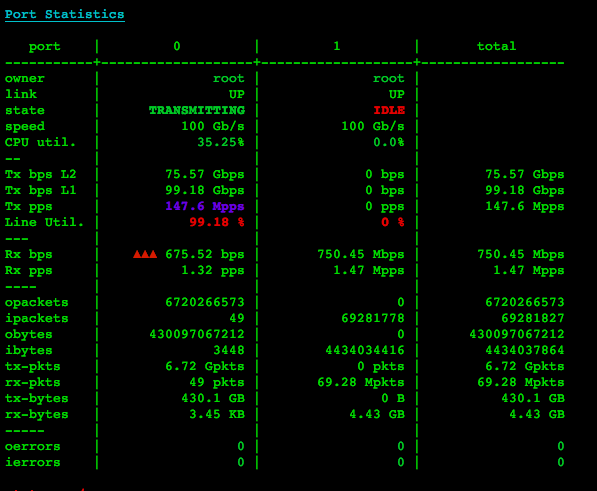 Port Statistics
port | 0 | 1 | total
-----------+-------------------+-------------------+------------------
owner | root | root |
link | UP | UP |
state | TRANSMITTING | IDLE |
speed | 100 Gb/s | 100 Gb/s |
CPU util. | 35.25% | 0.0% |
-- | | |
Tx bps L2 | 75.57 Gbps | 0 bps | 75.57 Gbps
Tx bps L1 | 99.18 Gbps | 0 bps | 99.18 Gbps
Tx pps | 147.6 Mpps | 0 pps | 147.6 Mpps
Line Util. | 99.18 % | 0 % |
--- | | |
Rx bps | ▲▲▲ 675.52 bps | 750.45 Mbps | 750.45 Mbps
Rx pps | 1.32 pps | 1.47 Mpps | 1.47 Mpps
---- | | |
opackets | 6720266573 | 0 | 6720266573
ipackets | 49 | 69281778 | 69281827
obytes | 430097067212 | 0 | 430097067212
ibytes | 3448 | 4434034416 | 4434037864
tx-pkts | 6.72 Gpkts | 0 pkts | 6.72 Gpkts
rx-pkts | 49 pkts | 69.28 Mpkts | 69.28 Mpkts
tx-bytes | 430.1 GB | 0 B | 430.1 GB
rx-bytes | 3.45 KB | 4.43 GB | 4.43 GB
----- | | |
oerrors | 0 | 0 | 0
ierrors | 0 | 0 | 0